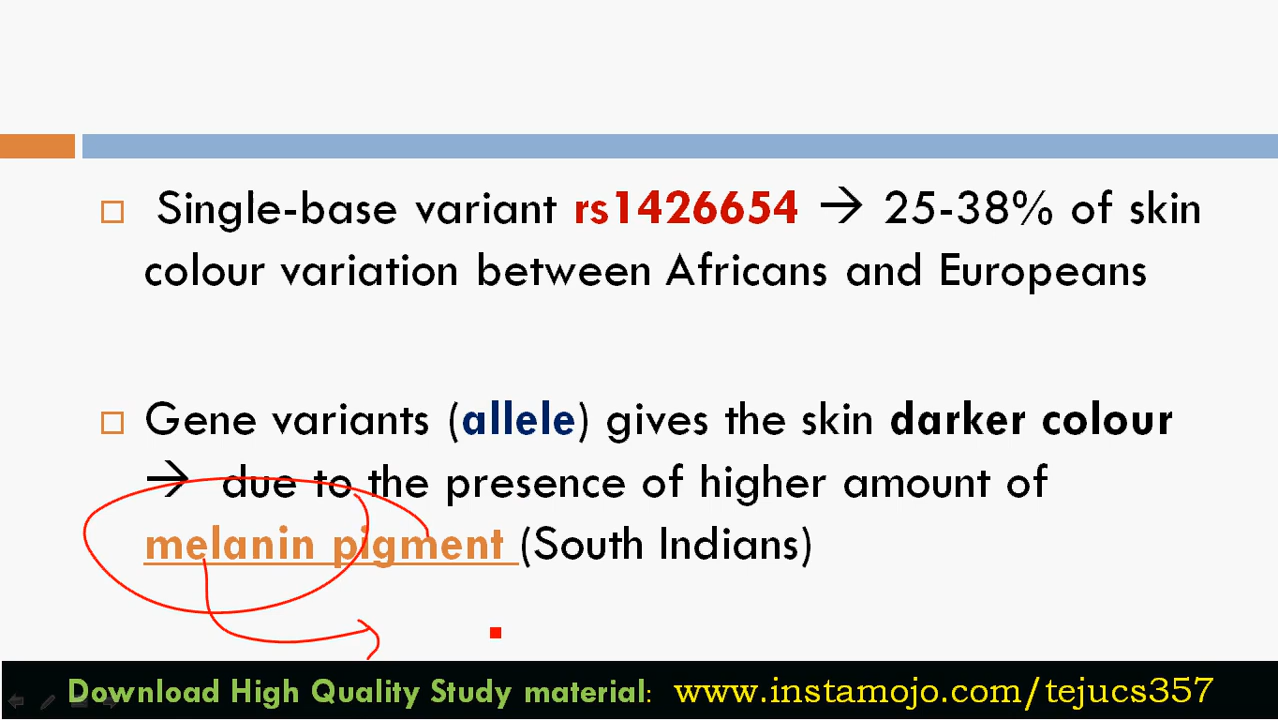 Single-base variant rs1426654 → 25-38% of skin
colour variation between Africans and Europeans
Gene variants (allele) gives the skin darker colour
→ due to the presence of higher amount of
melanin pigment (South Indians)
Download High Quality Study material: www.instamojo.com/tejucs357